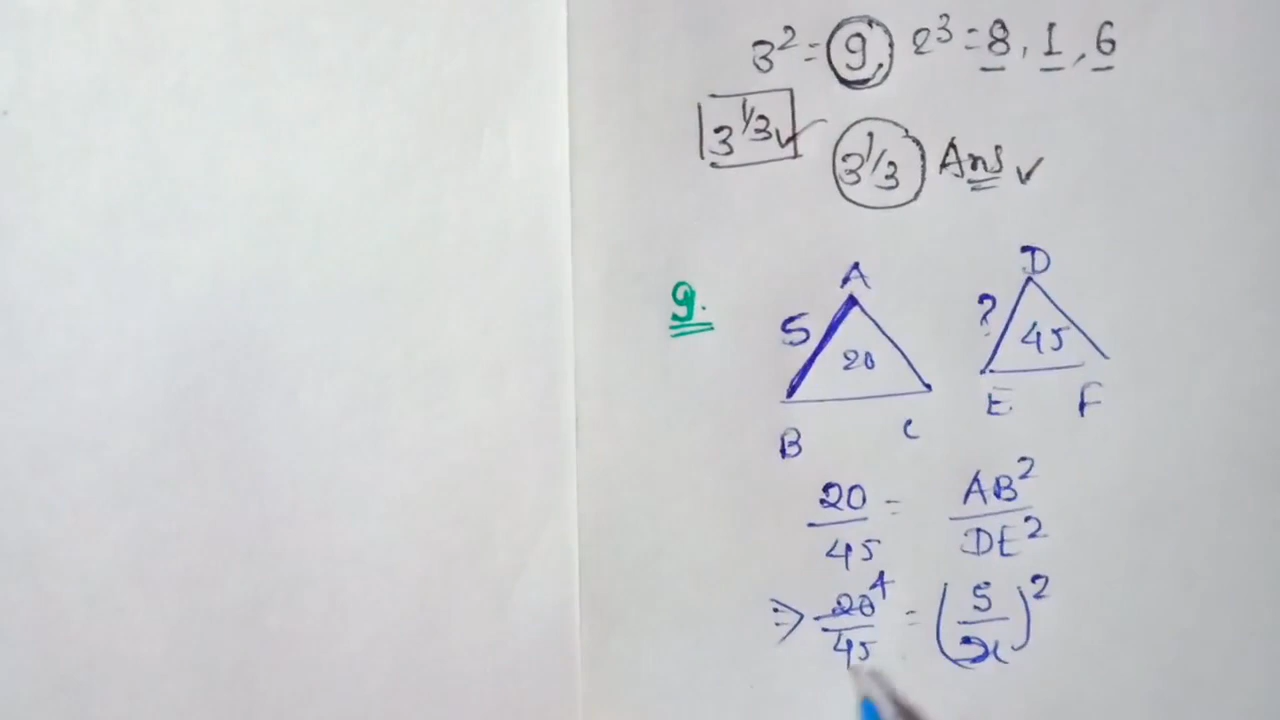 3² = 9, 2³ = 8, 1, 6
3^1/3 ✓ 3^1/3 Ans ✓
9.
A D
5 20 ? 45
B C E F
20/45 = AB²/DE²
⇒ 20⁴/45 = (5/x)²